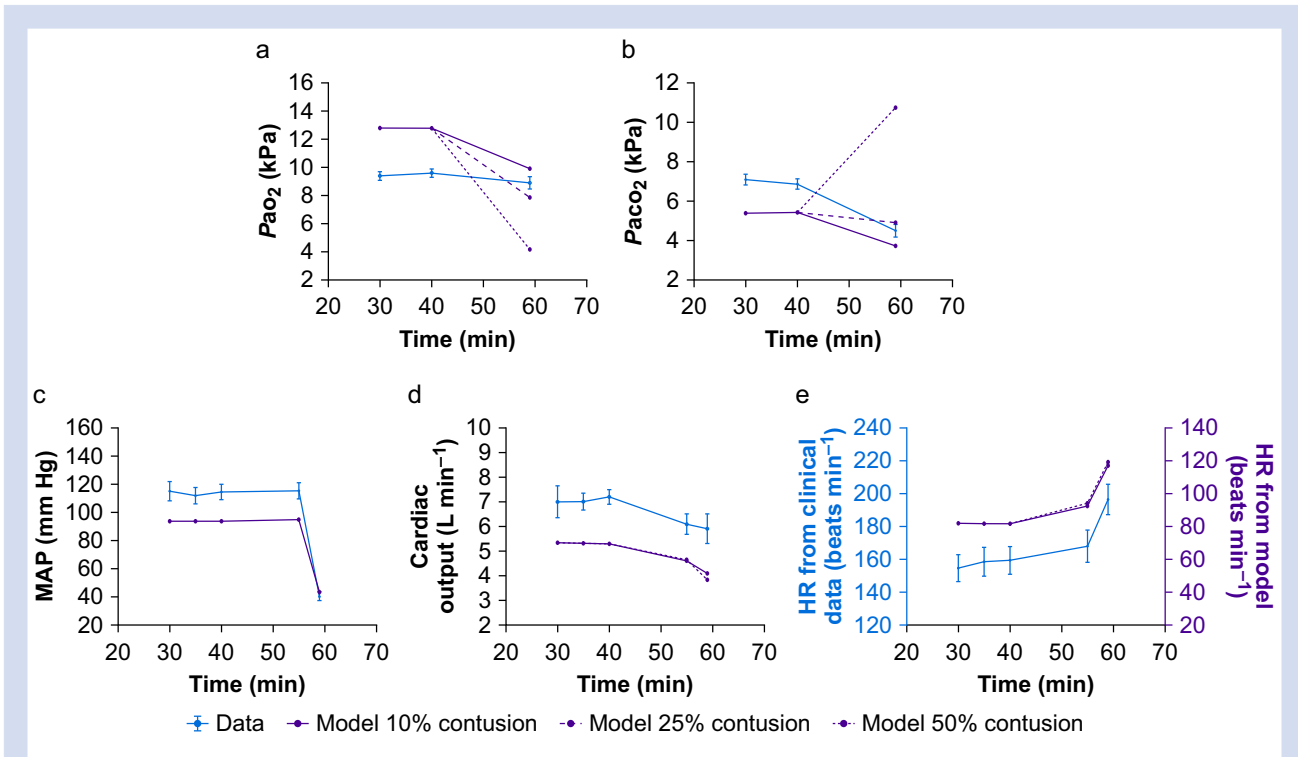 a
16
14
12
10
8
6
4
2
20 30 40 50 60 70
Time (min)
Pao₂ (kPa)
b
12
10
8
6
4
2
20 30 40 50 60 70
Time (min)
Paco₂ (kPa)
c
160
140
120
100
80
60
40
20
20 30 40 50 60 70
Time (min)
MAP (mm Hg)
d
10
9
8
7
6
5
4
3
2
20 30 40 50 60 70
Time (min)
Cardiac
output (L min⁻¹)
e
240
220
200
180
160
140
120
20 30 40 50 60 70
Time (min)
HR from clinical
data (beats min⁻¹)
140
120
100
80
60
40
20
HR from model
(beats min⁻¹)
Data Model 10% contusion Model 25% contusion Model 50% contusion